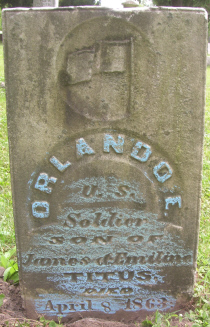 ORLANDO E.
U.S.
Soldier
SON OF
James & Emiline
TITUS
DIED
April 8 1863